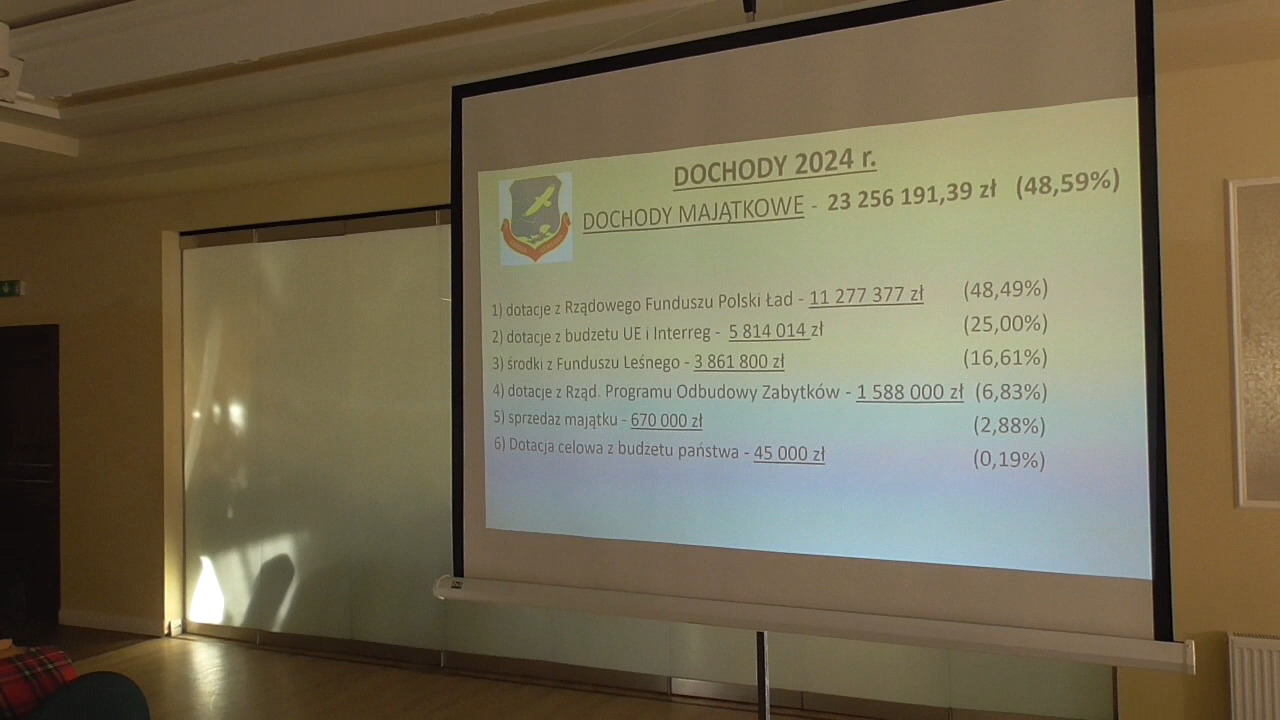 DOCHODY 2024 r.
DOCHODY MAJĄTKOWE - 23 256 191,39 zł (48,59%)
1) dotacje z Rządowego Funduszu Polski Ład - 11 277 377 zł (48,49%)
2) dotacje z budżetu UE i Interreg - 5 814 014 zł (25,00%)
3) środki z Funduszu Leśnego - 3 861 800 zł (16,61%)
4) dotacje z Rząd. Programu Odbudowy Zabytków - 1 588 000 zł (6,83%)
5) sprzedaż majątku - 670 000 zł (2,88%)
6) Dotacja celowa z budżetu państwa - 45 000 zł (0,19%)